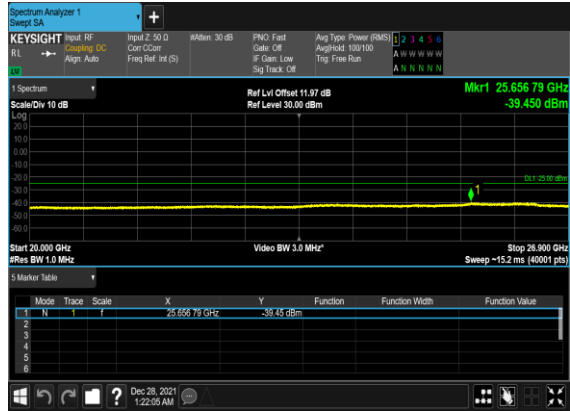 Spectrum Analyzer 1
Swept SA
+
KEYSIGHT Input: RF Input Z: 50 Ω #Atten: 30 dB PNO: Fast Avg Type: Power (RMS) 1 2 3 4 5 6
RL Coupling: DC Corr CCorr Gate: Off Avg|Hold: 100/100 A W W W W W
Align: Auto Freq Ref: Int (S) IF Gain: Low Trig: Free Run
Sig Track: Off A N N N N N
1 Spectrum
Ref Lvl Offset 11.97 dB Mkr1 25.656 79 GHz
Scale/Div 10 dB Ref Level 30.00 dBm -39.450 dBm
Log
20.0
10.0
0.00
-10.0
-20.0
DL1 -25.00 dBm
-30.0
1
-40.0
-50.0
-60.0
Start 20.000 GHz Video BW 3.0 MHz* Stop 26.900 GHz
#Res BW 1.0 MHz Sweep ~15.2 ms (40001 pts)
5 Marker Table
Mode Trace Scale X Y Function Function Width Function Value
1 N 1 f 25.656 79 GHz -39.45 dBm
2
3
4
5
6
? Dec 28, 2021
1:22:05 AM